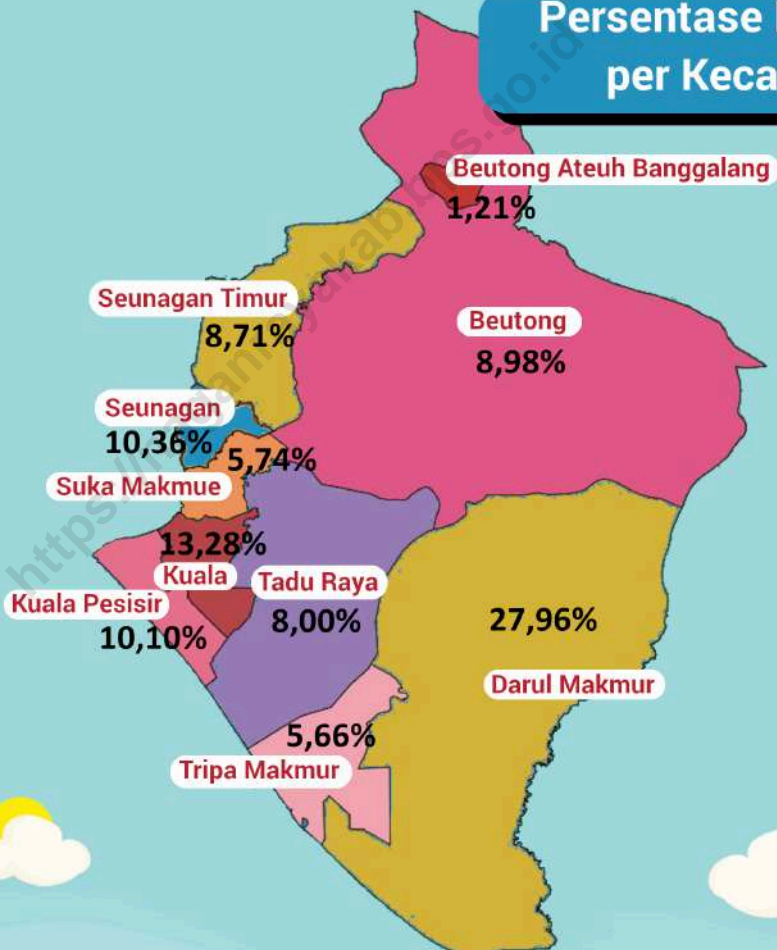 Persentase
per Keca
Beutong Ateuh Banggalang
1,21%
Seunagan Timur
8,71%
Beutong
8,98%
Seunagan
10,36%
5,74%
Suka Makmue
13,28%
Kuala
Tadu Raya
8,00%
Kuala Pesisir
10,10%
27,96%
Darul Makmur
5,66%
Tripa Makmur